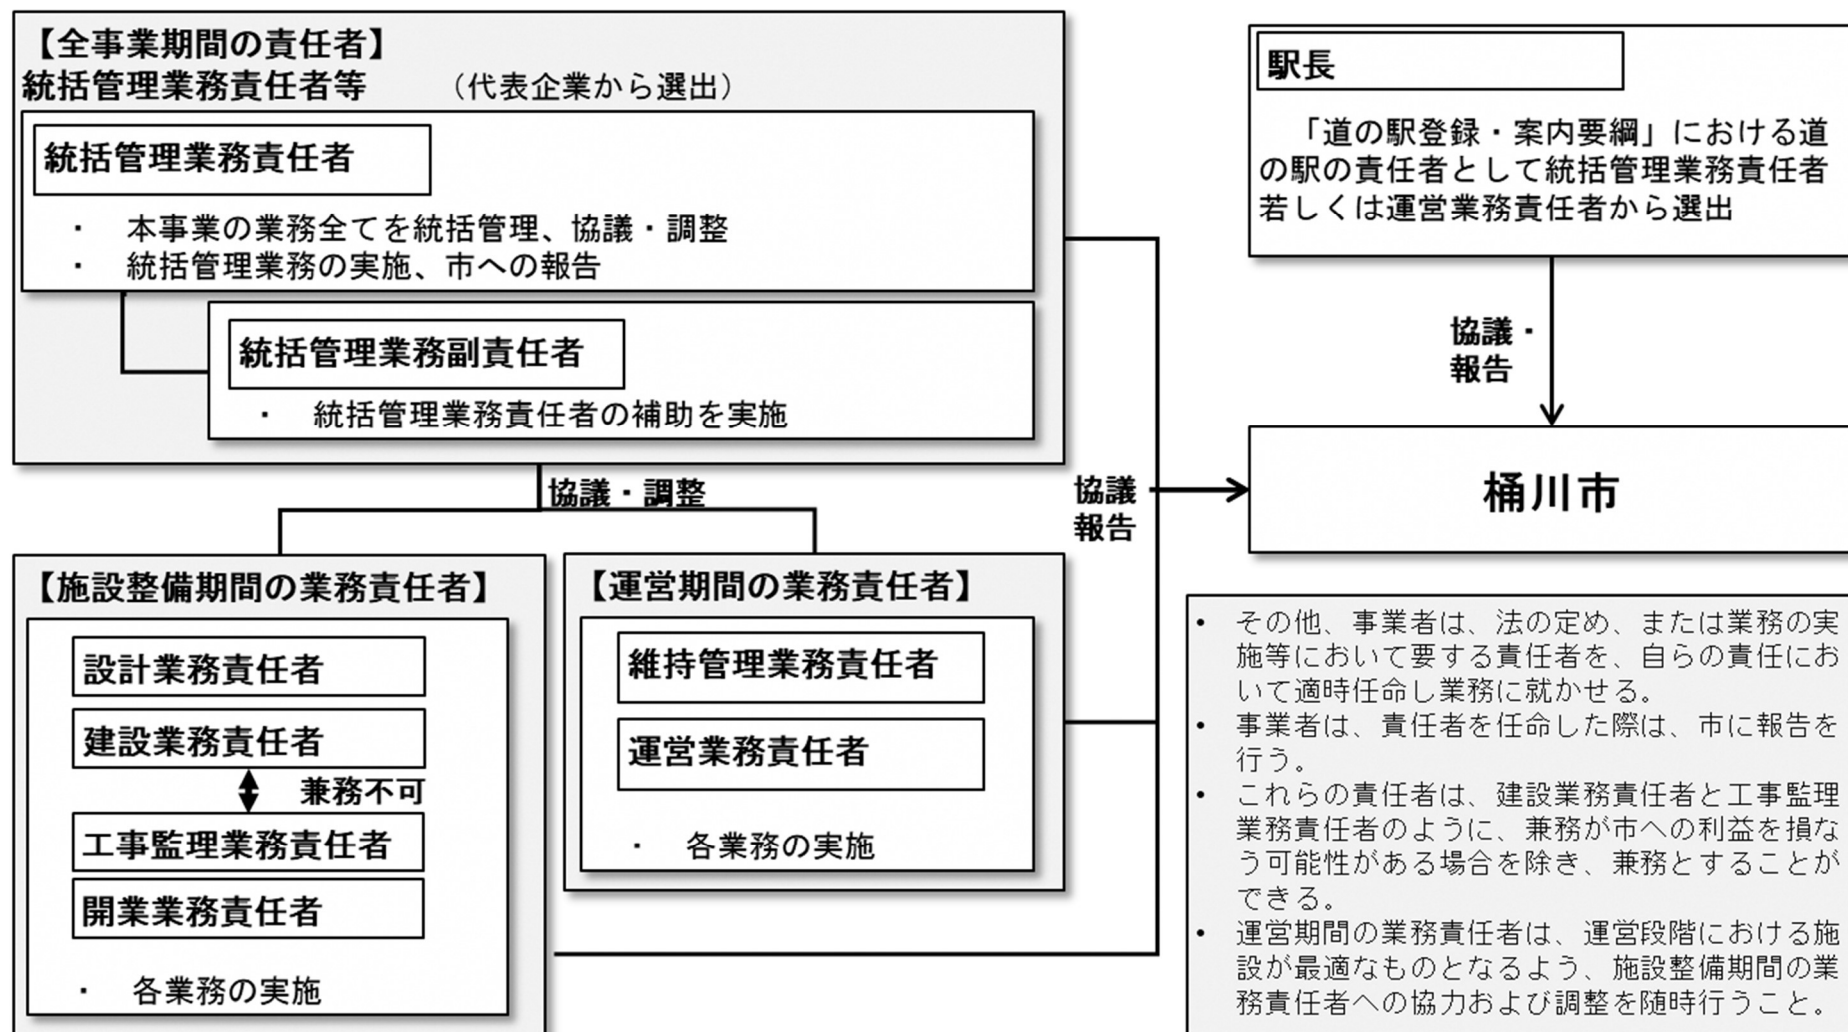 【全事業期間の責任者】
統括管理業務責任者等　（代表企業から選出）
統括管理業務責任者
・ 本事業の業務全てを統括管理、協議・調整
・ 統括管理業務の実施、市への報告
統括管理業務副責任者
・ 統括管理業務責任者の補助を実施
協議・調整
【施設整備期間の業務責任者】
設計業務責任者
建設業務責任者
兼務不可
工事監理業務責任者
開業業務責任者
・ 各業務の実施
【運営期間の業務責任者】
維持管理業務責任者
運営業務責任者
・ 各業務の実施
協議
報告
駅長
「道の駅登録・案内要綱」における道
の駅の責任者として統括管理業務責任者
若しくは運営業務責任者から選出
協議・
報告
桶川市
• その他、事業者は、法の定め、または業務の実
施等において要する責任者を、自らの責任にお
いて適時任命し業務に就かせる。
• 事業者は、責任者を任命した際は、市に報告を
行う。
• これらの責任者は、建設業務責任者と工事監理
業務責任者のように、兼務が市への利益を損な
う可能性がある場合を除き、兼務とすることが
できる。
• 運営期間の業務責任者は、運営段階における施
設が最適なものとなるよう、施設整備期間の業
務責任者への協力および調整を随時行うこと。